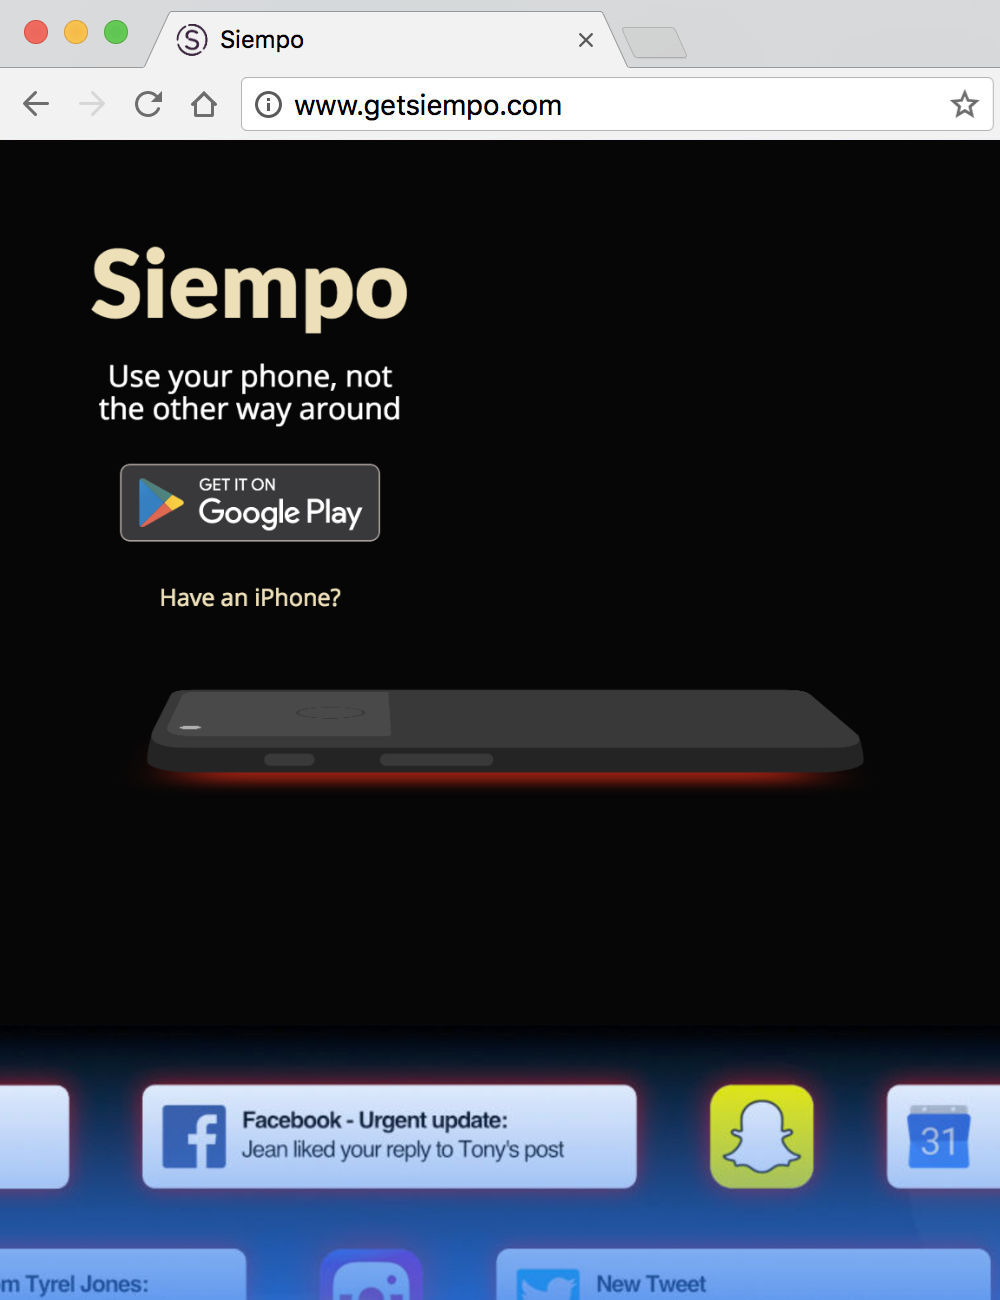 Siempo
www.getsiempo.com
Siempo
Use your phone, not
the other way around
GET IT ON
Google Play
Have an iPhone?
Facebook - Urgent update:
Jean liked your reply to Tony's post
31
Tyrel Jones:
New Tweet